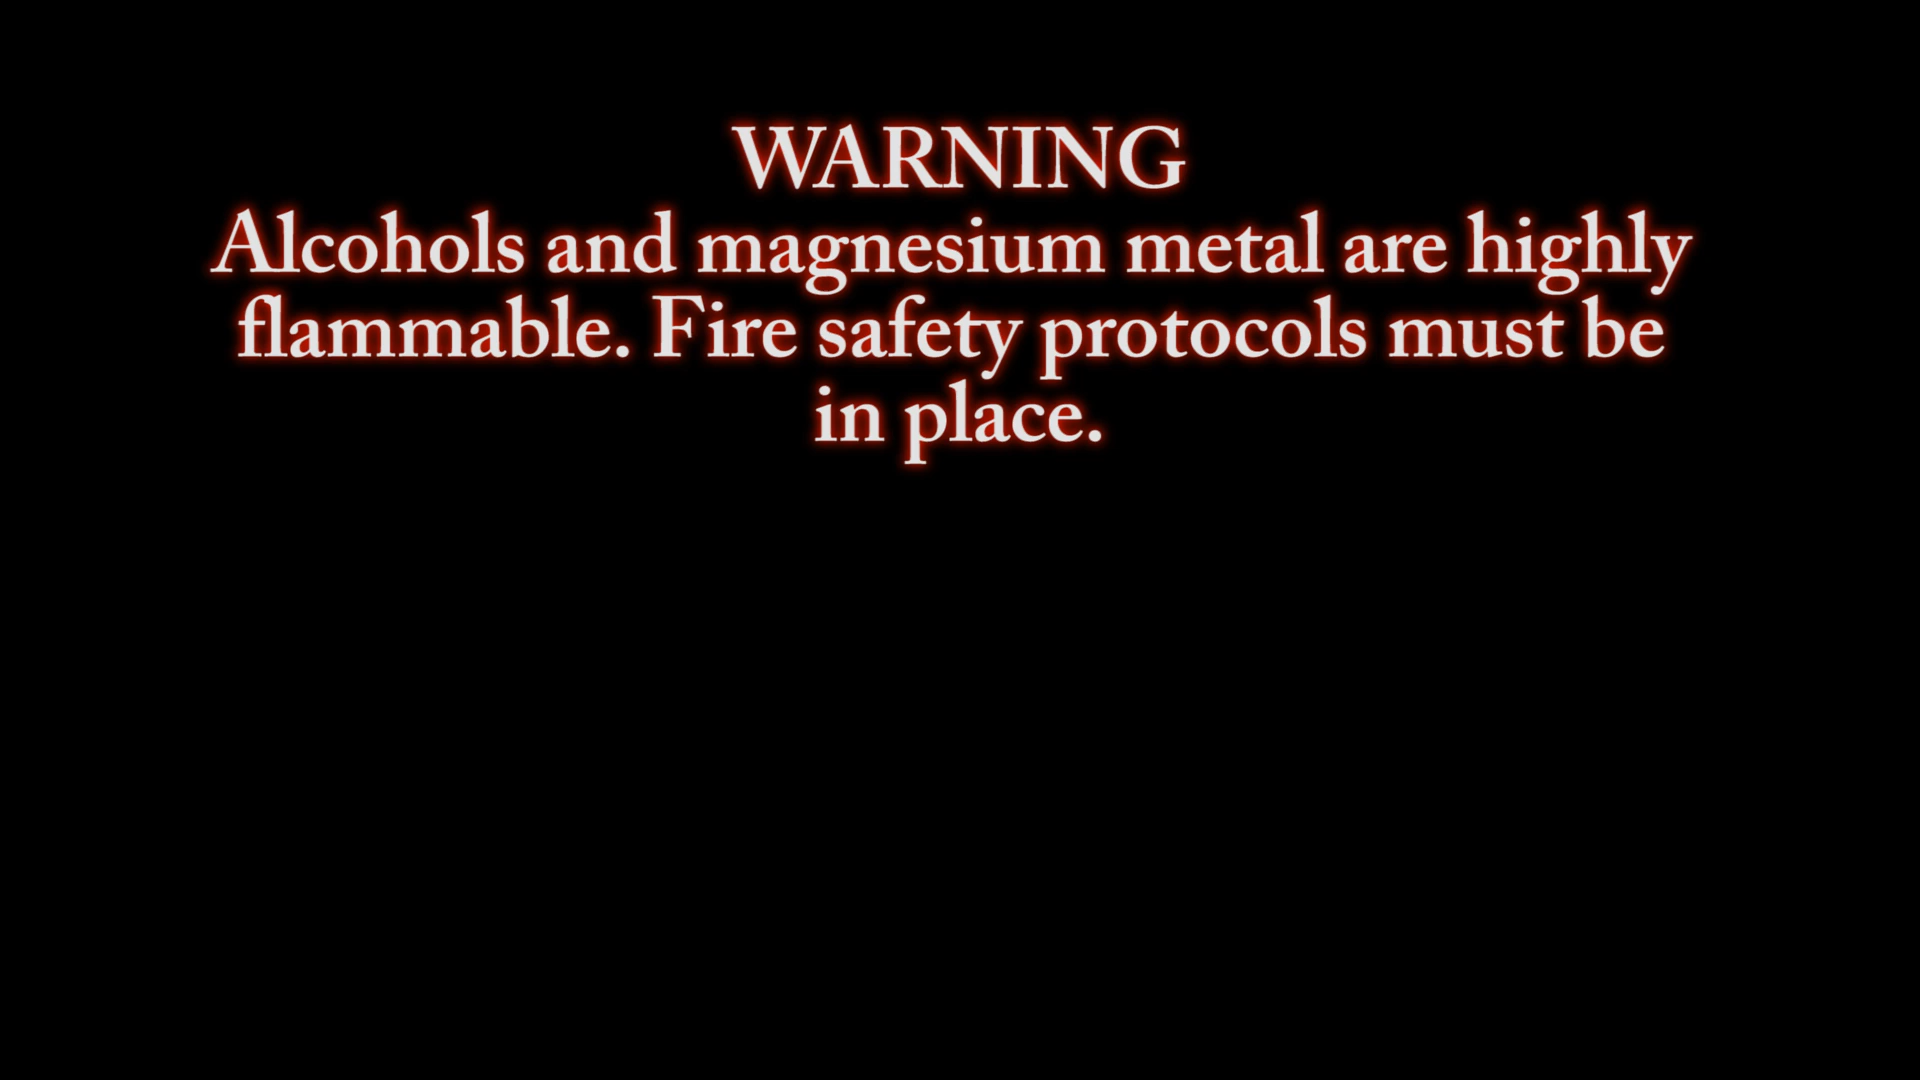 WARNING
Alcohols and magnesium metal are highly
flammable. Fire safety protocols must be
in place.